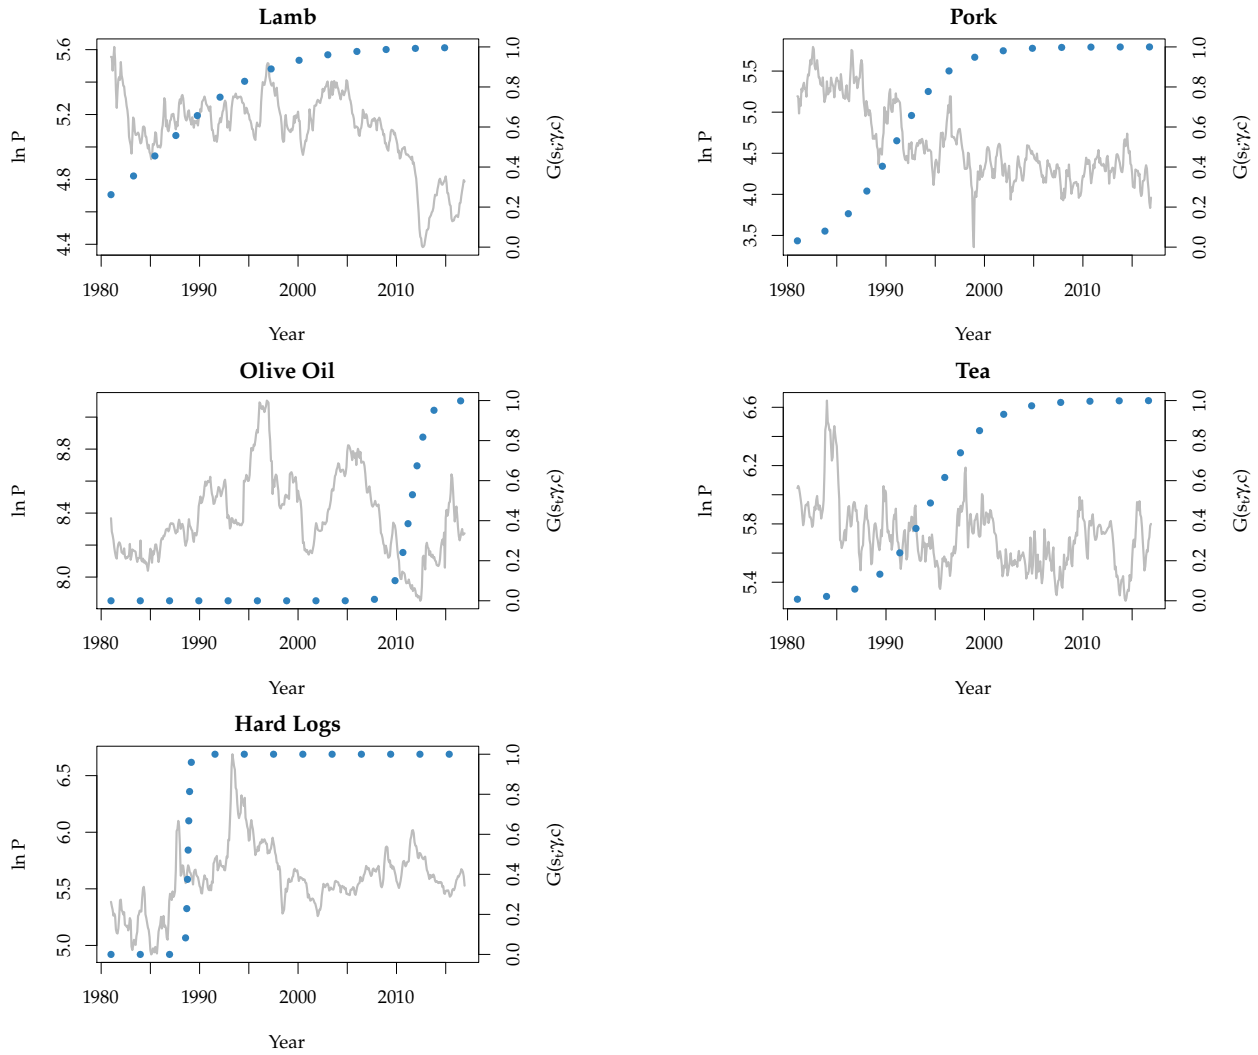 Lamb
ln P
5.6
5.2
4.8
4.4
1.0
0.8
0.6
0.4
0.2
0.0
G(st;γ,c)
1980 1990 2000 2010
Year
Pork
ln P
5.5
5.0
4.5
4.0
3.5
1.0
0.8
0.6
0.4
0.2
0.0
G(st;γ,c)
1980 1990 2000 2010
Year
Olive Oil
ln P
8.8
8.4
8.0
1.0
0.8
0.6
0.4
0.2
0.0
G(st;γ,c)
1980 1990 2000 2010
Year
Tea
ln P
6.6
6.2
5.8
5.4
1.0
0.8
0.6
0.4
0.2
0.0
G(st;γ,c)
1980 1990 2000 2010
Year
Hard Logs
ln P
6.5
6.0
5.5
5.0
1.0
0.8
0.6
0.4
0.2
0.0
G(st;γ,c)
1980 1990 2000 2010
Year